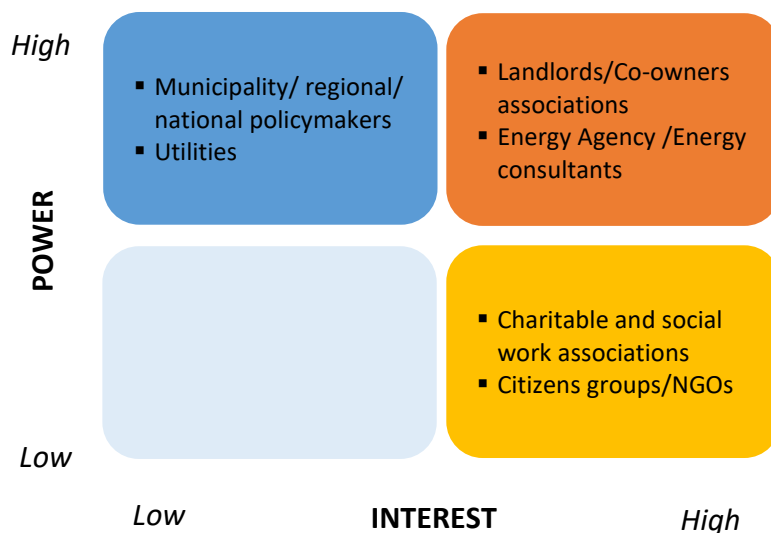 High
▪ Municipality/ regional/
national policymakers
▪ Utilities
▪ Landlords/Co-owners
associations
▪ Energy Agency /Energy
consultants
POWER
▪ Charitable and social
work associations
▪ Citizens groups/NGOs
Low
Low
INTEREST
High